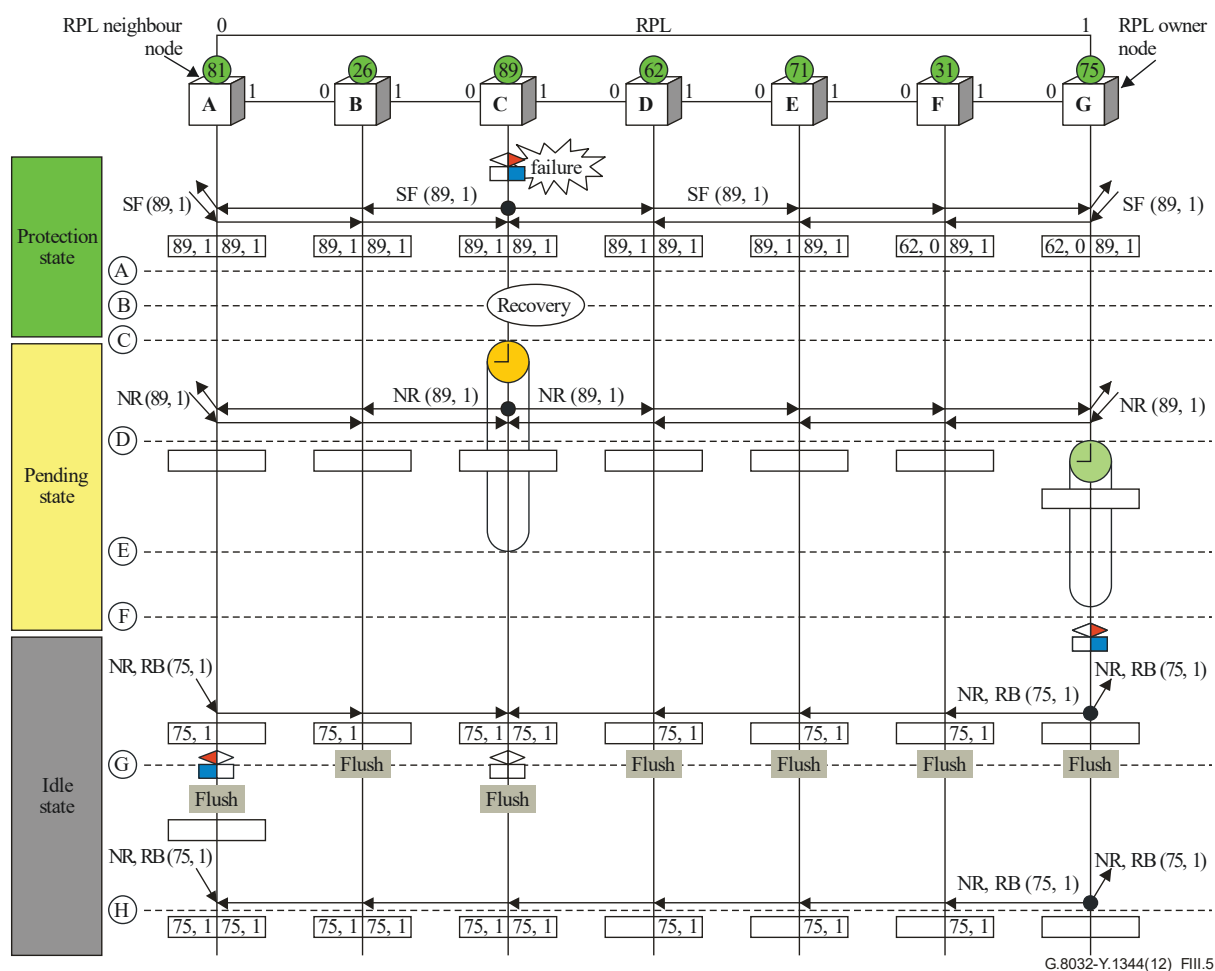 RPL neighbour
node
0
RPL
1
RPL owner
node
81
26
89
62
71
31
75
A 1
0 B 1
0 C 1
0 D 1
0 E 1
0 F 1
0 G
failure
SF (89, 1)
SF (89, 1)
SF (89, 1)
SF (89, 1)
Protection
state
89, 1 89, 1
89, 1 89, 1
89, 1 89, 1
89, 1 89, 1
89, 1 89, 1
62, 0 89, 1
62, 0 89, 1
A
B
Recovery
C
NR (89, 1)
NR (89, 1)
NR (89, 1)
NR (89, 1)
D
Pending
state
E
F
NR, RB (75, 1)
NR, RB (75, 1)
NR, RB (75, 1)
75, 1
75, 1
75, 1 75, 1
75, 1
75, 1
75, 1
G
Flush
Flush
Flush
Flush
Flush
Flush
Flush
Idle
state
NR, RB (75, 1)
NR, RB (75, 1)
NR, RB (75, 1)
H
75, 1 75, 1
75, 1 75, 1
75, 1 75, 1
75, 1
75, 1
75, 1
G.8032-Y.1344(12)_FIII.5